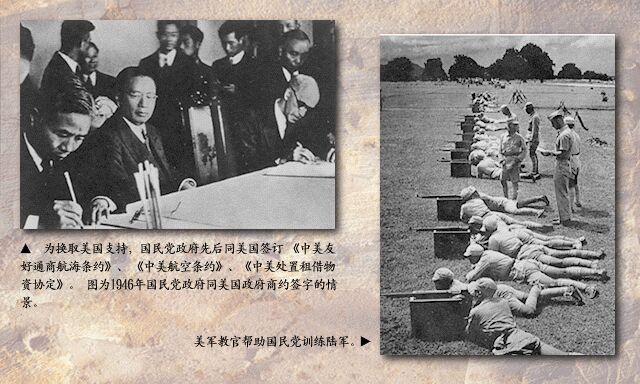 ▲ 为换取美国支持，国民党政府先后同美国签订《中美友
好通商航海条约》、《中美航空条约》、《中美处置租借物
资协定》。图为1946年国民党政府同美国政府商约签字的情
景。
美军教官帮助国民党训练陆军。▶